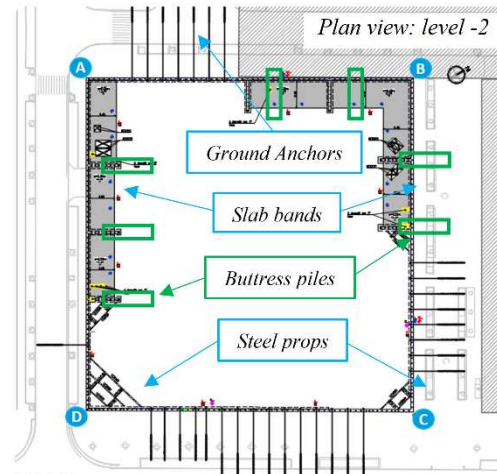 Plan view: level -2
A
B
Ground Anchors
Slab bands
Buttress piles
Steel props
D
C